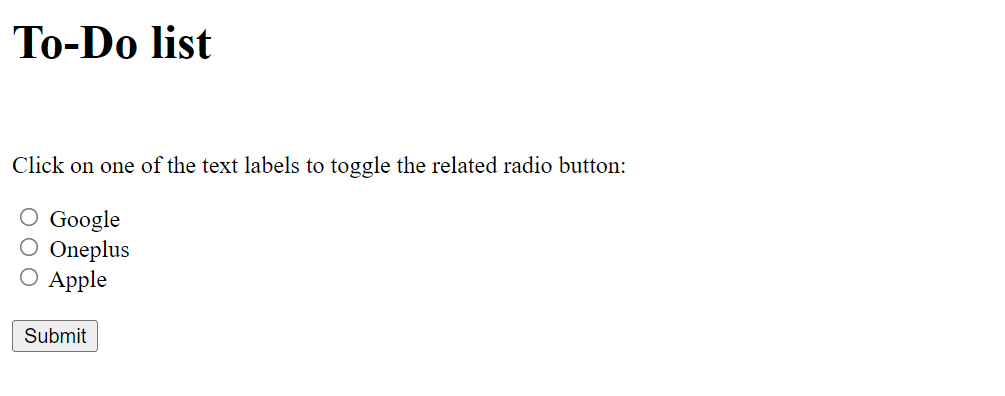 To-Do list
Click on one of the text labels to toggle the related radio button:
Google
Oneplus
Apple
Submit